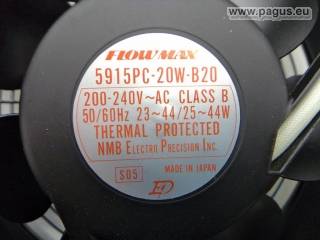 www.pagus.eu
FLOWMAX
5915PC-20W-B20
200-240V~AC CLASS B
50/60Hz 23~44/25~44W
THERMAL PROTECTED
NMB ELECTRO PRECISION INC.
S05
MADE IN JAPAN